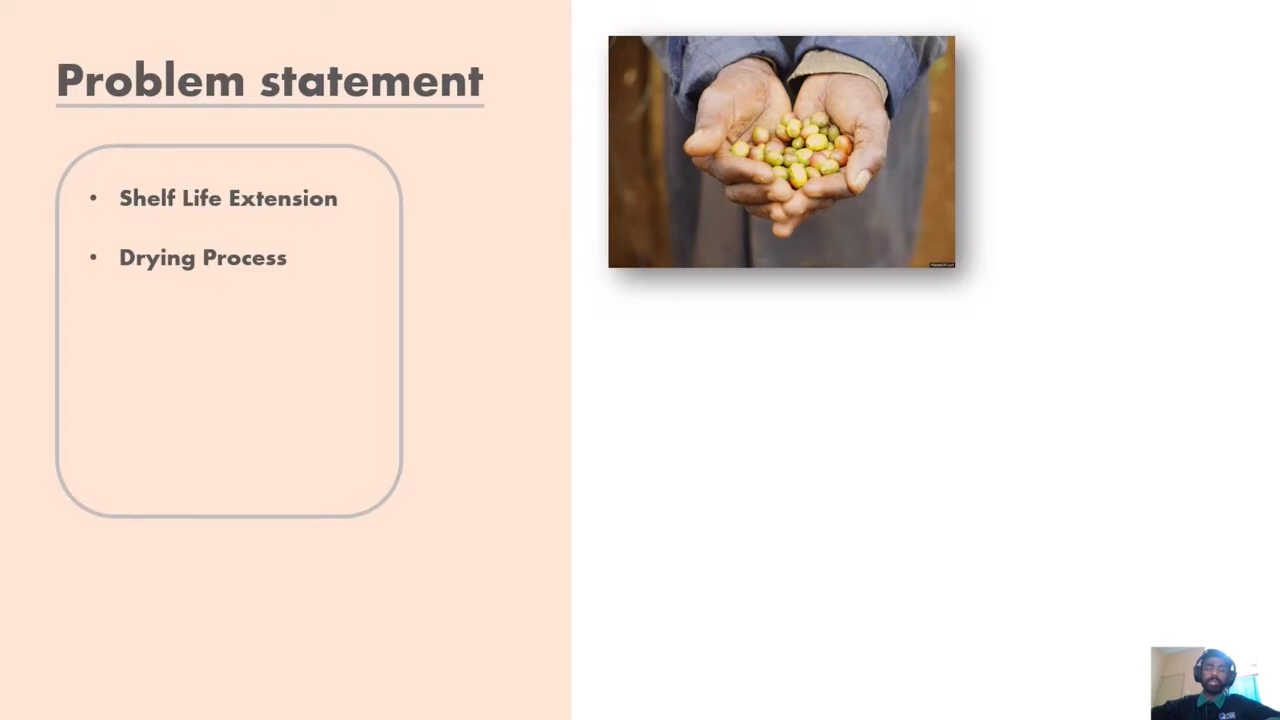 Problem statement
• Shelf Life Extension
• Drying Process